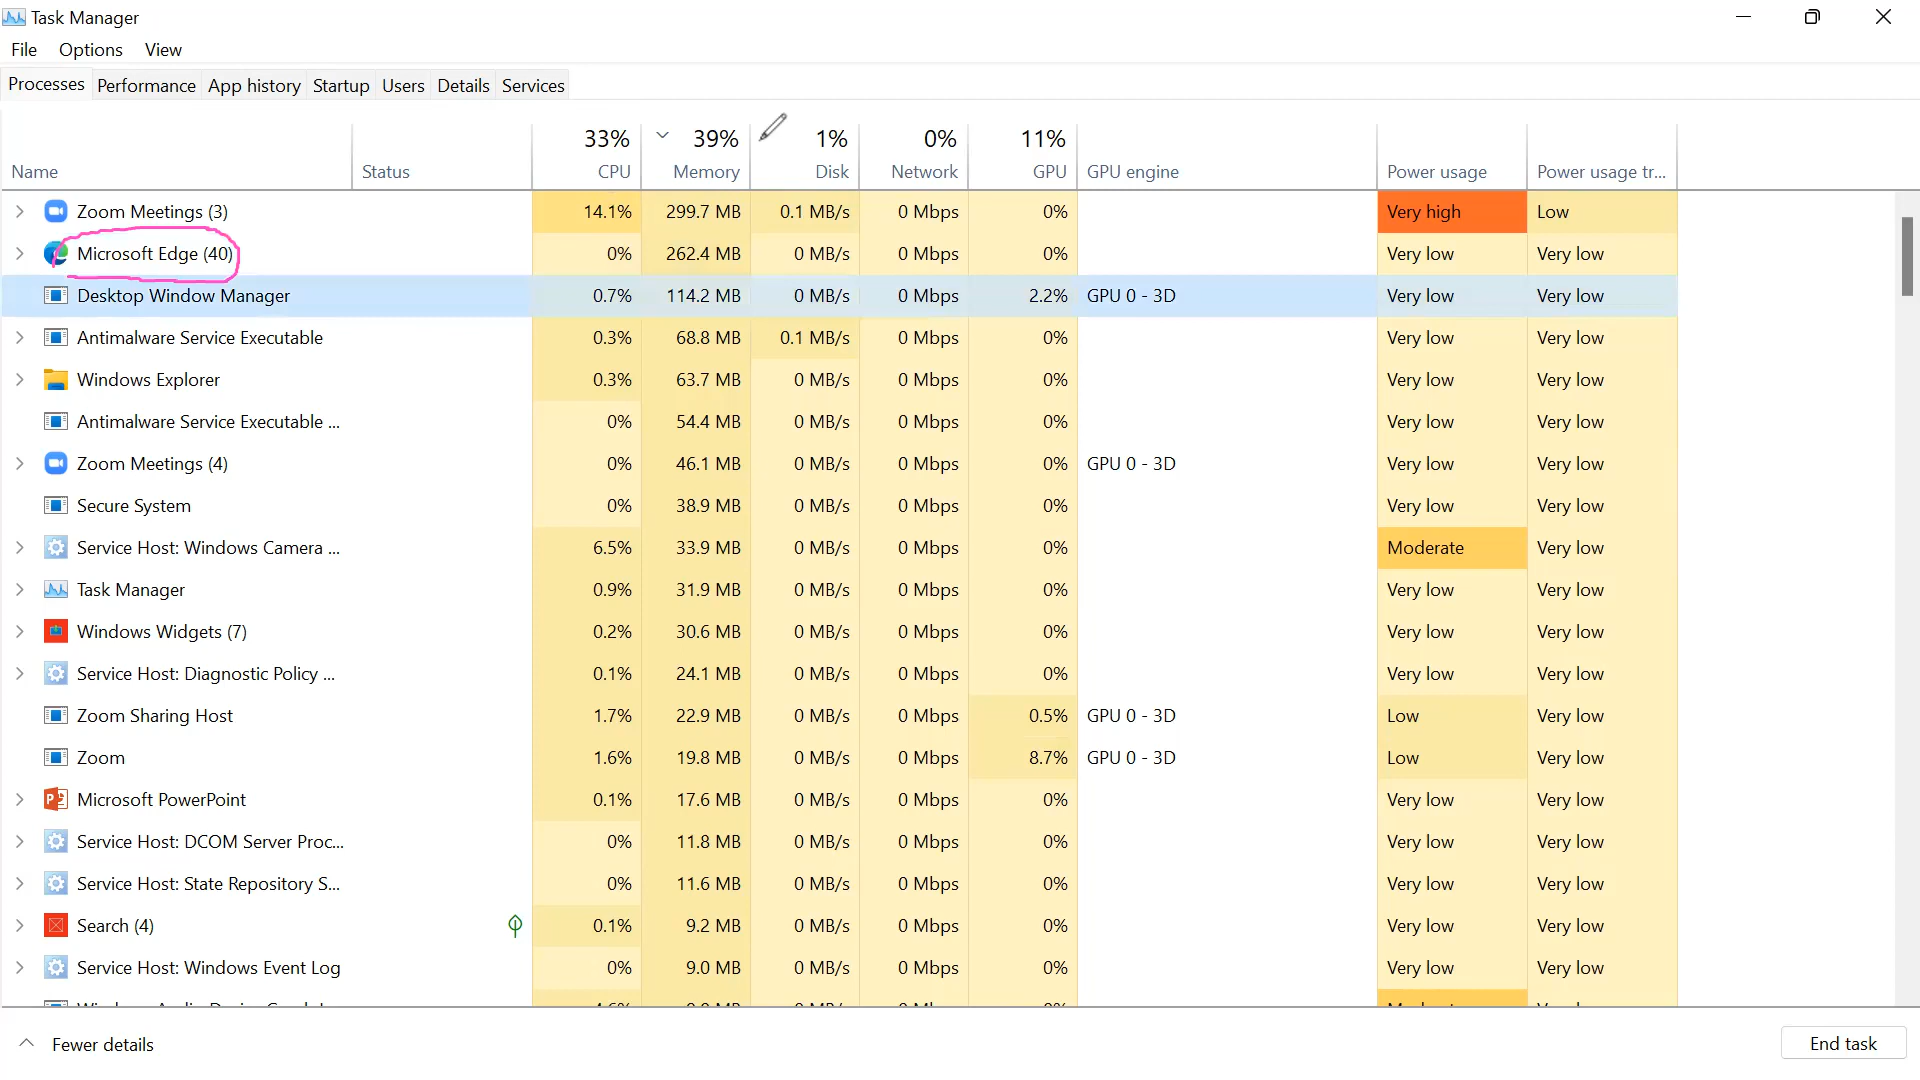 Task Manager
File Options View
Processes Performance App history Startup Users Details Services
33% 39% 1% 0% 11%
Name Status CPU Memory Disk Network GPU GPU engine Power usage Power usage tr...
Zoom Meetings (3) 14.1% 299.7 MB 0.1 MB/s 0 Mbps 0% Very high Low
Microsoft Edge (40) 0% 262.4 MB 0 MB/s 0 Mbps 0% Very low Very low
Desktop Window Manager 0.7% 114.2 MB 0 MB/s 0 Mbps 2.2% GPU 0 - 3D Very low Very low
Antimalware Service Executable 0.3% 68.8 MB 0.1 MB/s 0 Mbps 0% Very low Very low
Windows Explorer 0.3% 63.7 MB 0 MB/s 0 Mbps 0% Very low Very low
Antimalware Service Executable ... 0% 54.4 MB 0 MB/s 0 Mbps 0% Very low Very low
Zoom Meetings (4) 0% 46.1 MB 0 MB/s 0 Mbps 0% GPU 0 - 3D Very low Very low
Secure System 0% 38.9 MB 0 MB/s 0 Mbps 0% Very low Very low
Service Host: Windows Camera ... 6.5% 33.9 MB 0 MB/s 0 Mbps 0% Moderate Very low
Task Manager 0.9% 31.9 MB 0 MB/s 0 Mbps 0% Very low Very low
Windows Widgets (7) 0.2% 30.6 MB 0 MB/s 0 Mbps 0% Very low Very low
Service Host: Diagnostic Policy ... 0.1% 24.1 MB 0 MB/s 0 Mbps 0% Very low Very low
Zoom Sharing Host 1.7% 22.9 MB 0 MB/s 0 Mbps 0.5% GPU 0 - 3D Low Very low
Zoom 1.6% 19.8 MB 0 MB/s 0 Mbps 8.7% GPU 0 - 3D Low Very low
Microsoft PowerPoint 0.1% 17.6 MB 0 MB/s 0 Mbps 0% Very low Very low
Service Host: DCOM Server Proc... 0% 11.8 MB 0 MB/s 0 Mbps 0% Very low Very low
Service Host: State Repository S... 0% 11.6 MB 0 MB/s 0 Mbps 0% Very low Very low
Search (4) 0.1% 9.2 MB 0 MB/s 0 Mbps 0% Very low Very low
Service Host: Windows Event Log 0% 9.0 MB 0 MB/s 0 Mbps 0% Very low Very low
Fewer details End task